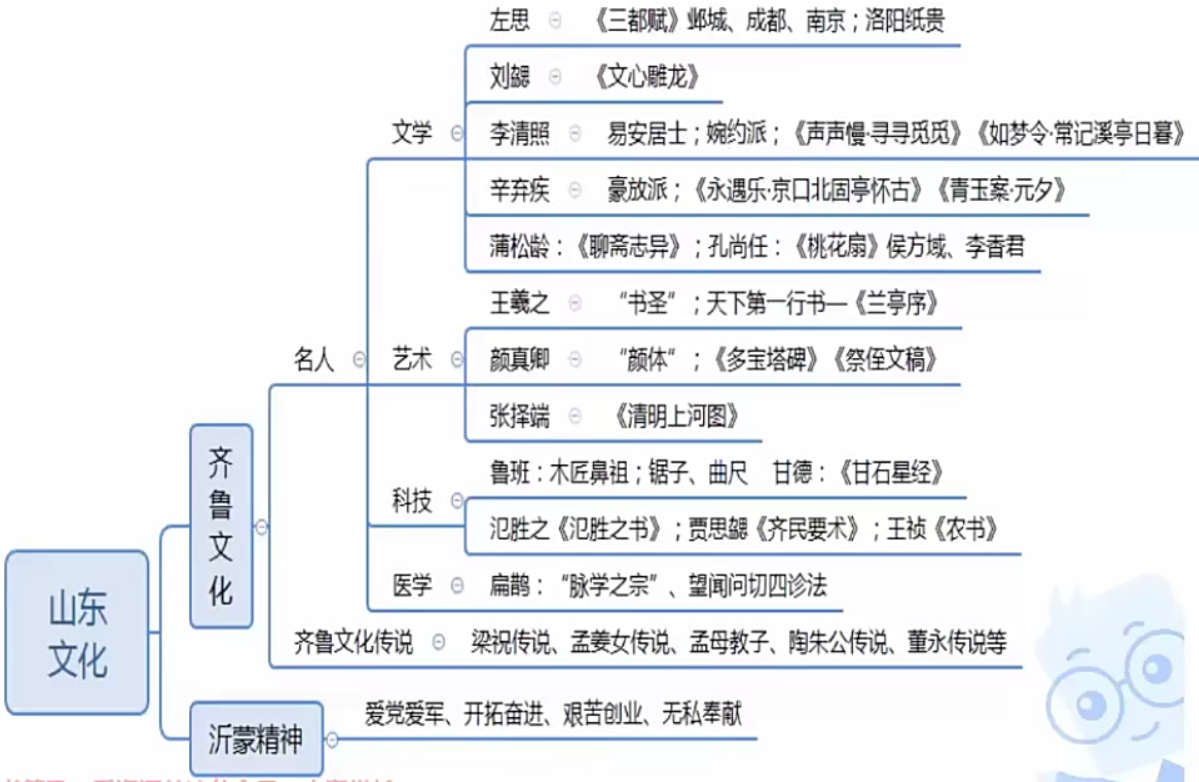 左思 《三都赋》邺城、成都、南京；洛阳纸贵
刘勰 《文心雕龙》
文学
李清照 易安居士；婉约派；《声声慢·寻寻觅觅》《如梦令·常记溪亭日暮》
辛弃疾 豪放派；《永遇乐·京口北固亭怀古》《青玉案·元夕》
蒲松龄：《聊斋志异》；孔尚任：《桃花扇》侯方域、李香君
王羲之 “书圣”；天下第一行书—《兰亭序》
名人
艺术
颜真卿 “颜体”；《多宝塔碑》《祭侄文稿》
张择端 《清明上河图》
鲁班：木匠鼻祖；锯子、曲尺 甘德：《甘石星经》
科技
氾胜之《氾胜之书》；贾思勰《齐民要术》；王祯《农书》
医学 扁鹊：“脉学之宗”、望闻问切四诊法
齐鲁文化
齐鲁文化传说 梁祝传说、孟姜女传说、孟母教子、陶朱公传说、董永传说等
山东
文化
沂蒙精神 爱党爱军、开拓奋进、艰苦创业、无私奉献